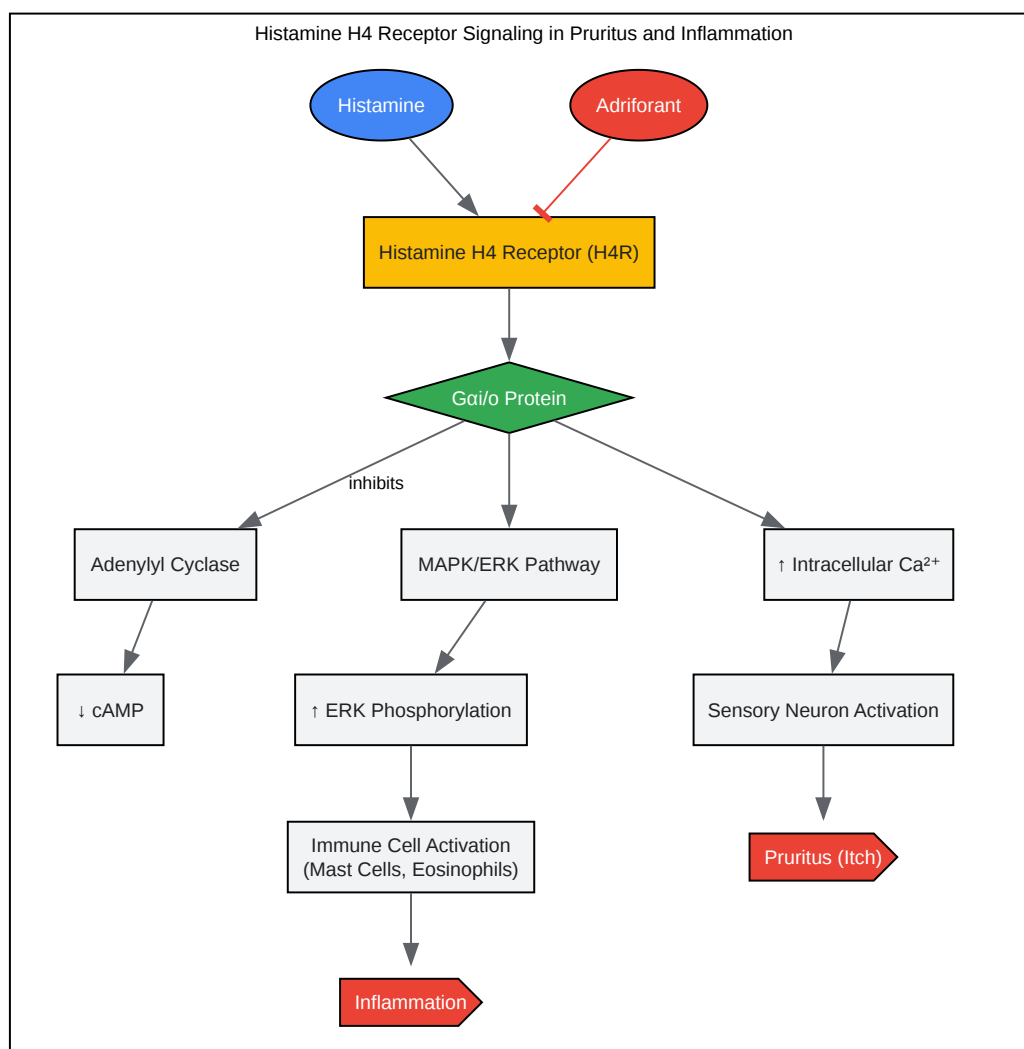 Histamine H4 Receptor Signaling in Pruritus and Inflammation
Histamine
Adriforant
Histamine H4 Receptor (H4R)
Gαi/o Protein
inhibits
Adenylyl Cyclase
MAPK/ERK Pathway
↑ Intracellular Ca²⁺
↓ cAMP
↑ ERK Phosphorylation
Sensory Neuron Activation
Immune Cell Activation
(Mast Cells, Eosinophils)
Pruritus (Itch)
Inflammation